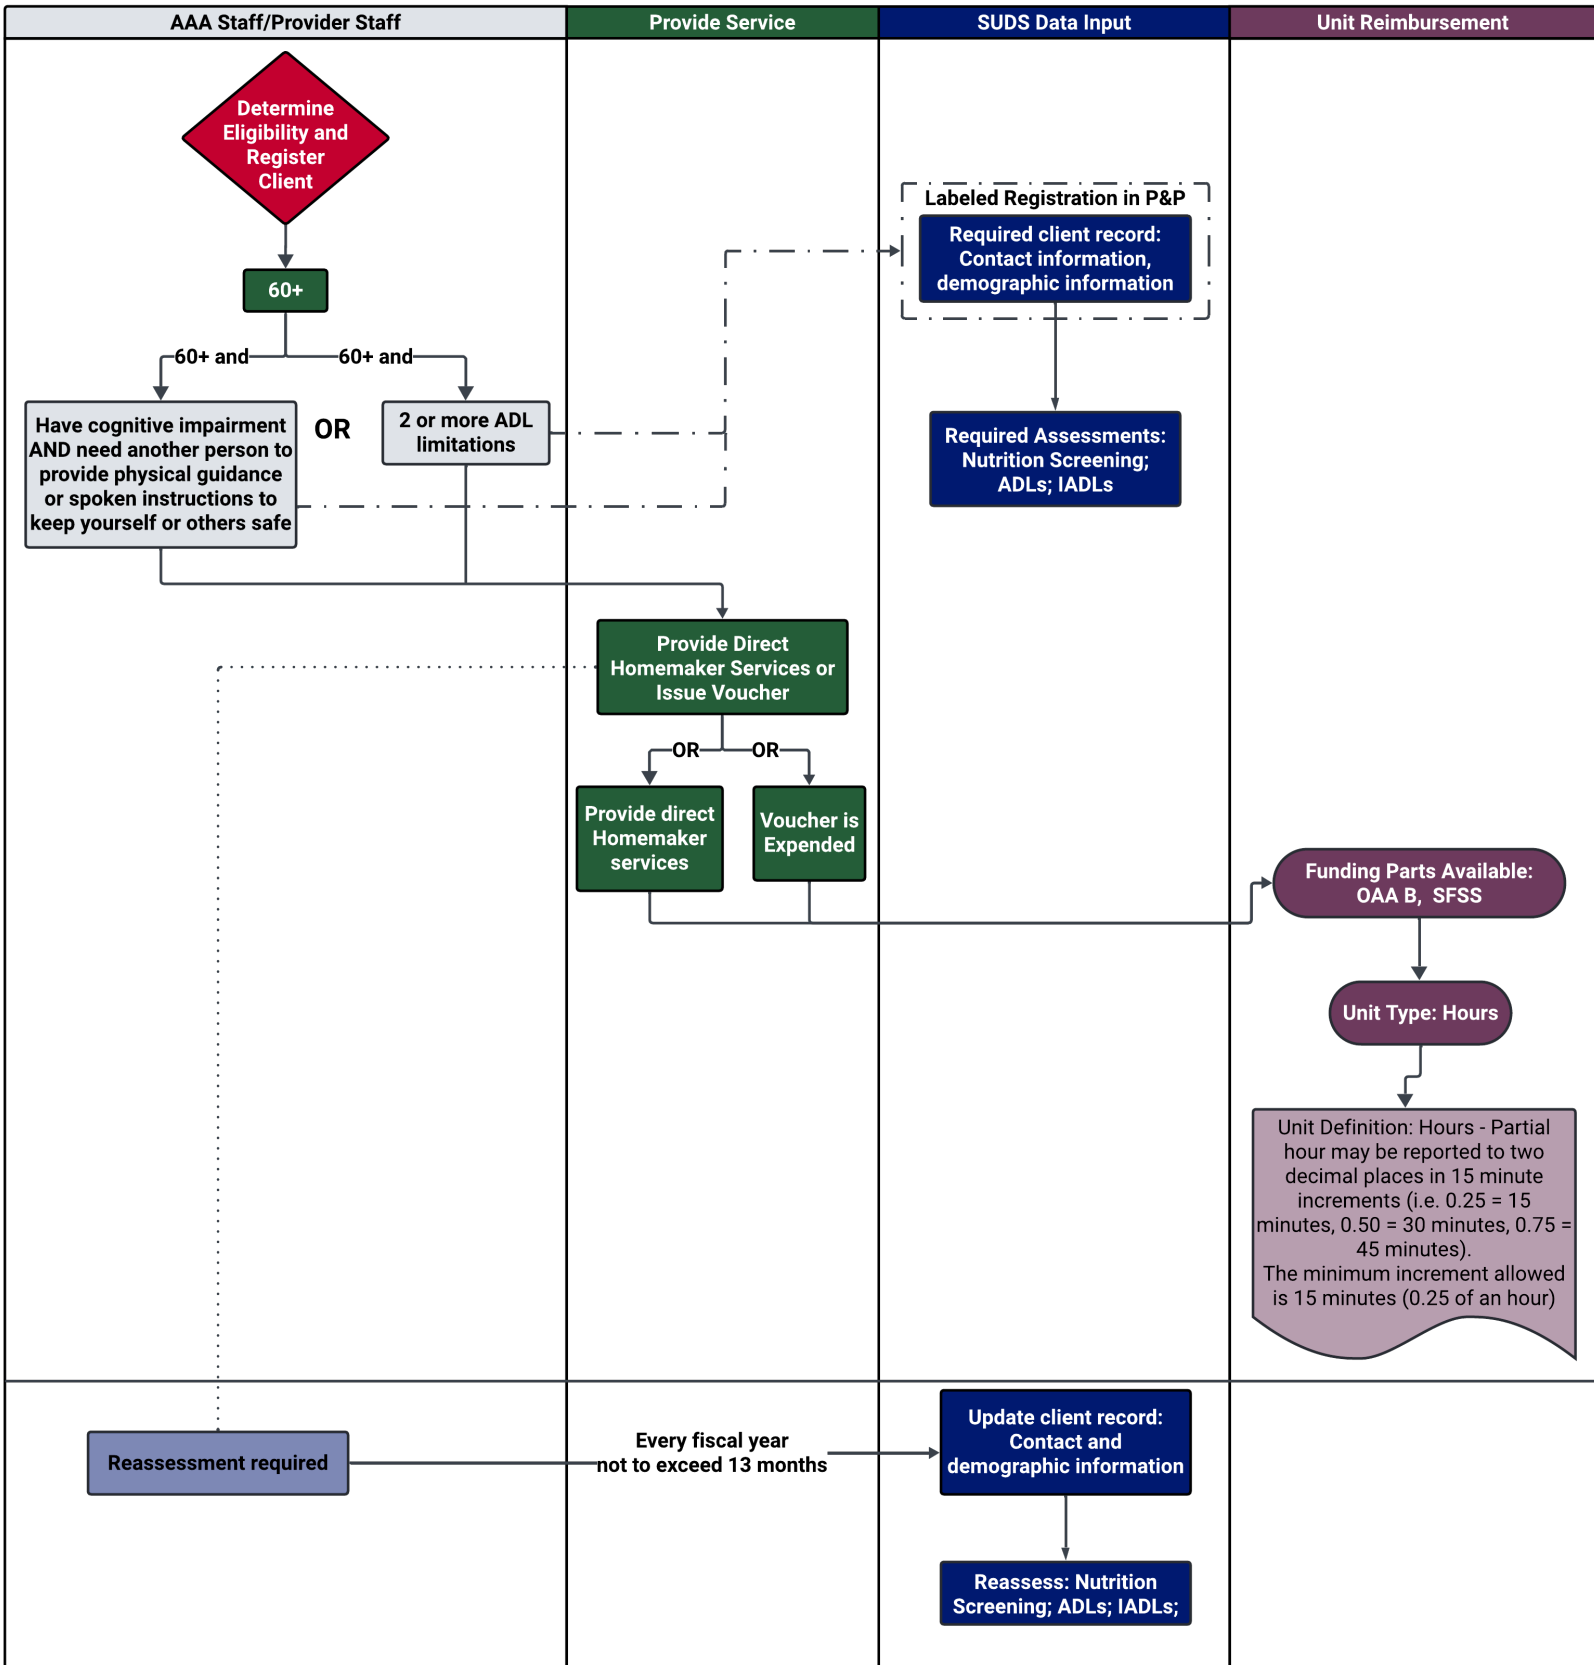 AAA Staff/Provider Staff
Provide Service
SUDS Data Input
Unit Reimbursement
Determine
Eligibility and
Register
Client
60+
60+ and
60+ and
Have cognitive impairment
AND need another person to
provide physical guidance
or spoken instructions to
keep yourself or others safe
OR
2 or more ADL
limitations
Labeled Registration in P&P
Required client record:
Contact information,
demographic information
Required Assessments:
Nutrition Screening;
ADLs; IADLs
Provide Direct
Homemaker Services or
Issue Voucher
OR
OR
Provide direct
Homemaker
services
Voucher is
Expended
Funding Parts Available:
OAA B,  SFSS
Unit Type: Hours
Unit Definition: Hours - Partial
hour may be reported to two
decimal places in 15 minute
increments (i.e. 0.25 = 15
minutes, 0.50 = 30 minutes, 0.75 =
45 minutes).
The minimum increment allowed
is 15 minutes (0.25 of an hour)
Reassessment required
Every fiscal year
not to exceed 13 months
Update client record:
Contact and
demographic information
Reassess: Nutrition
Screening; ADLs; IADLs;